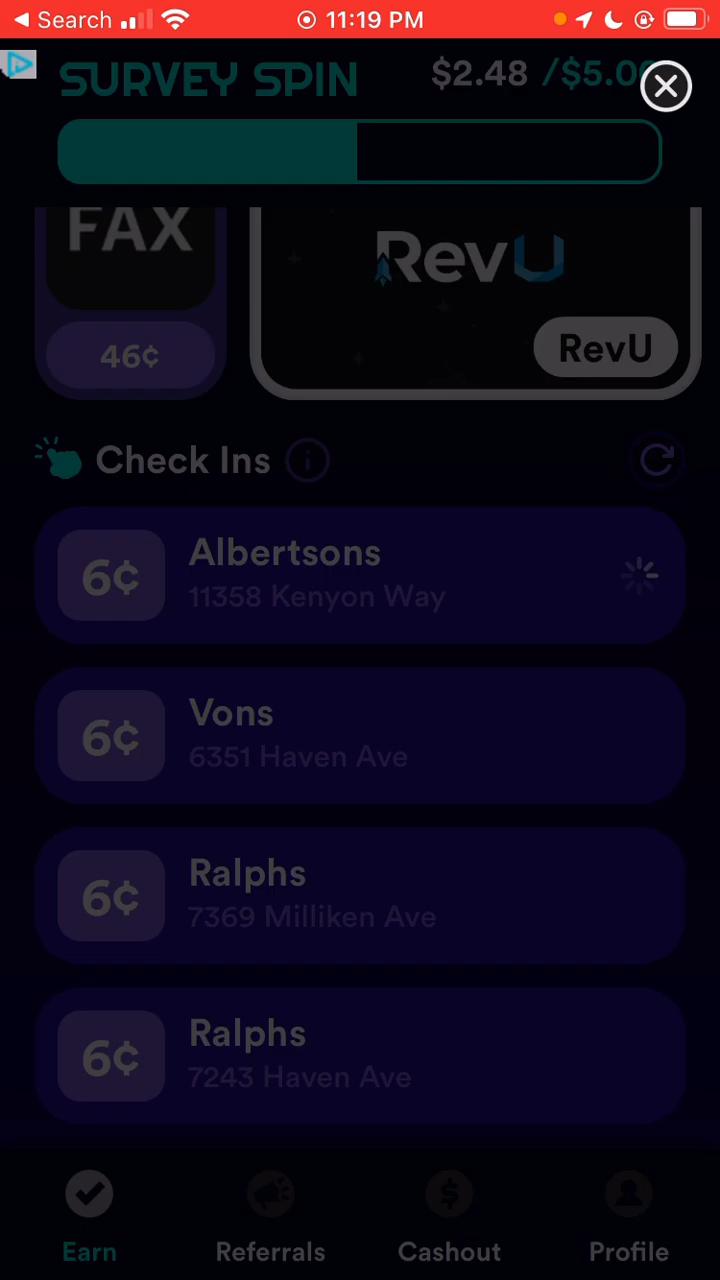 Search 11:19 PM
SURVEY SPIN $2.48 /$5.00
FAX
RevU
46¢
RevU
Check Ins
6¢
Albertsons
11358 Kenyon Way
6¢
Vons
6351 Haven Ave
6¢
Ralphs
7369 Milliken Ave
6¢
Ralphs
7243 Haven Ave
Earn Referrals Cashout Profile